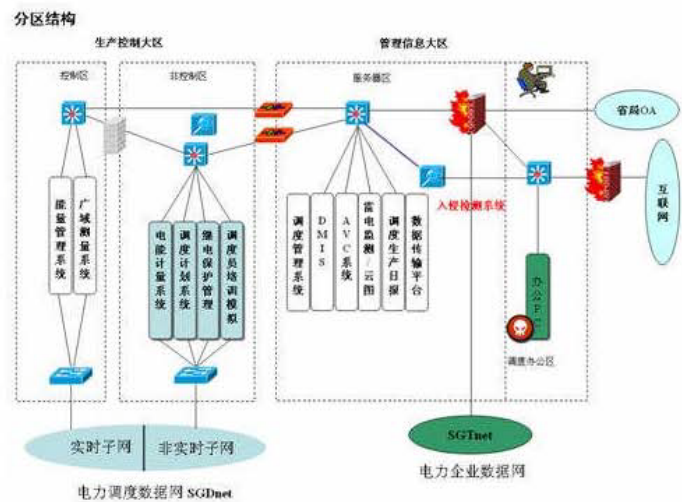 分区结构
生产控制大区
管理信息大区
控制区
非控制区
服务器区
省局OA
互联网
入侵检测系统
能量管理系统
广域测量系统
电能计量系统
调度计划系统
继电保护管理
调度员培训模拟
调度管理系统
DMIS
AVC系统
雷电监测/云图
调度生产日报
数据传输平台
办公PC
调度办公区
实时子网
非实时子网
SGTnet
电力企业数据网
电力调度数据网 SGDnet